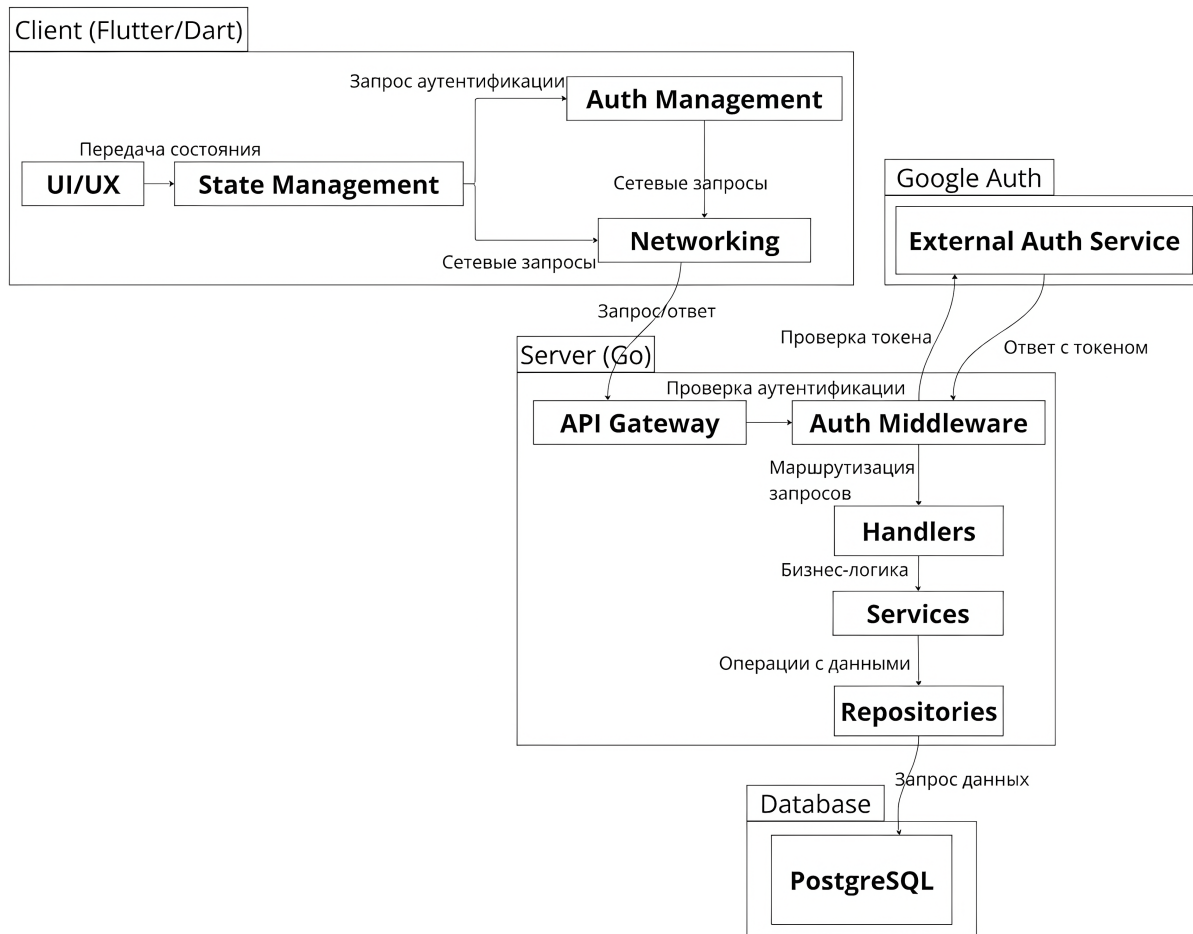 Client (Flutter/Dart)
Запрос аутентификации
Auth Management
Передача состояния
UI/UX
State Management
Сетевые запросы
Networking
Сетевые запросы
Google Auth
External Auth Service
Запрос/ответ
Проверка токена
Ответ с токеном
Server (Go)
Проверка аутентификации
API Gateway
Auth Middleware
Маршрутизация
запросов
Handlers
Бизнес-логика
Services
Операции с данными
Repositories
Запрос данных
Database
PostgreSQL